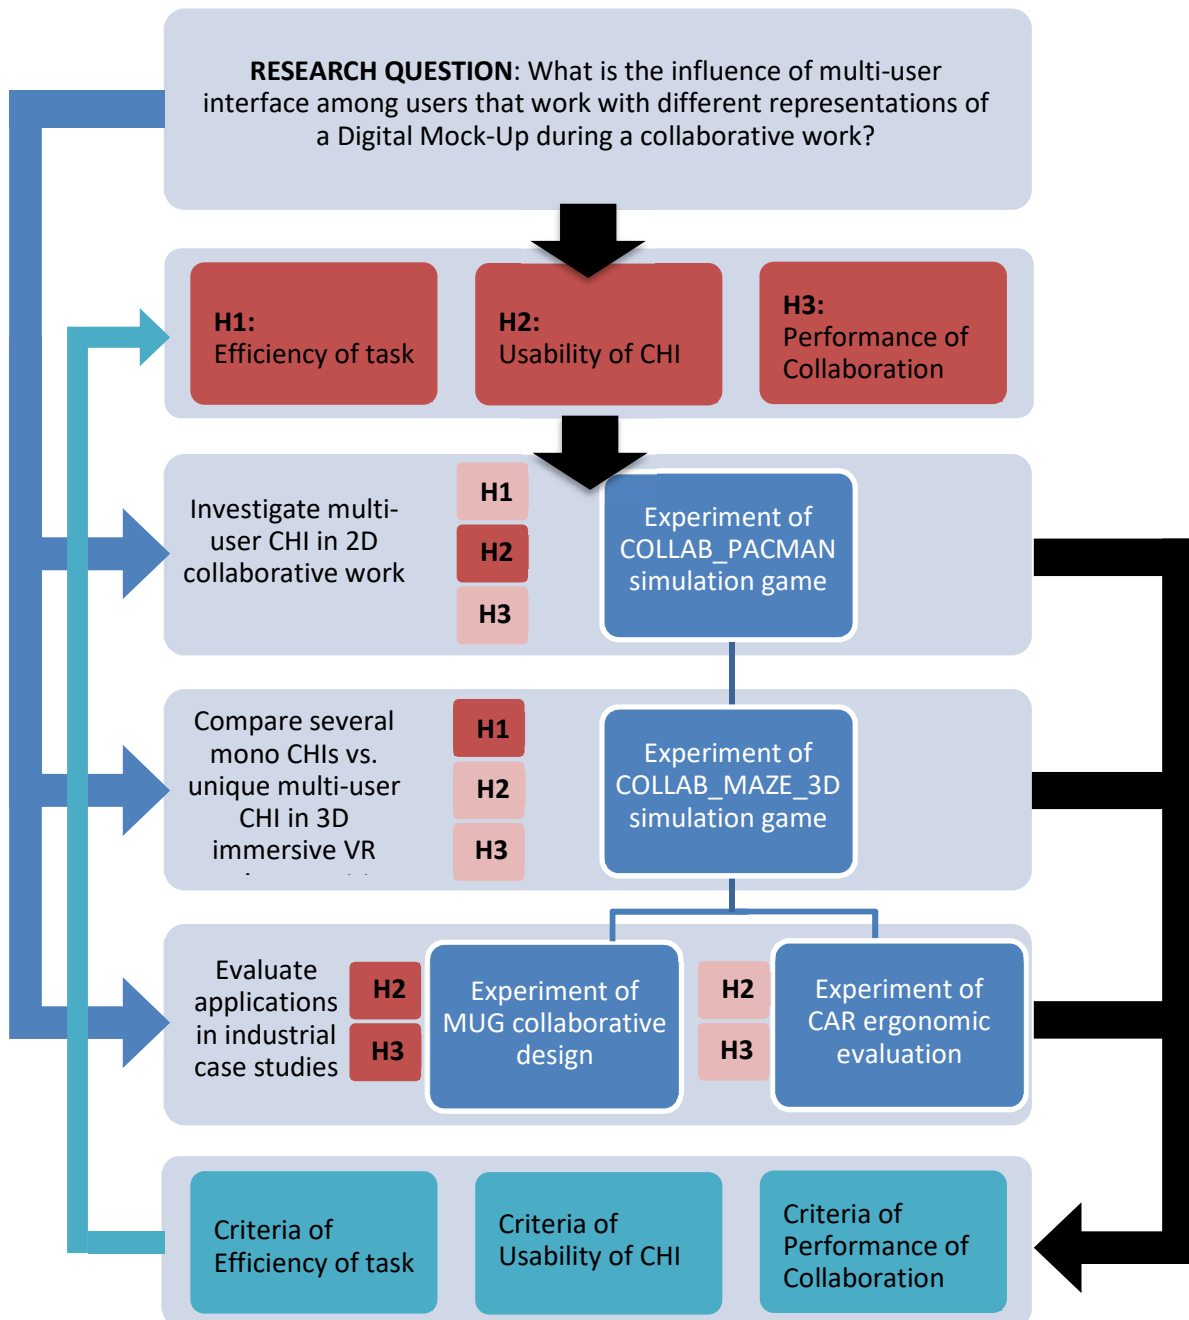 RESEARCH QUESTION: What is the influence of multi-user
interface among users that work with different representations of
a Digital Mock-Up during a collaborative work?
H1:
Efficiency of task
H2:
Usability of CHI
H3:
Performance of
Collaboration
Investigate multi-
user CHI in 2D
collaborative work
H1
H2
H3
Experiment of
COLLAB_PACMAN
simulation game
Compare several
mono CHIs vs.
unique multi-user
CHI in 3D
immersive VR
H1
H2
H3
Experiment of
COLLAB_MAZE_3D
simulation game
Evaluate
applications
in industrial
case studies
H2
H3
Experiment of
MUG collaborative
design
H2
H3
Experiment of
CAR ergonomic
evaluation
Criteria of
Efficiency of task
Criteria of
Usability of CHI
Criteria of
Performance of
Collaboration